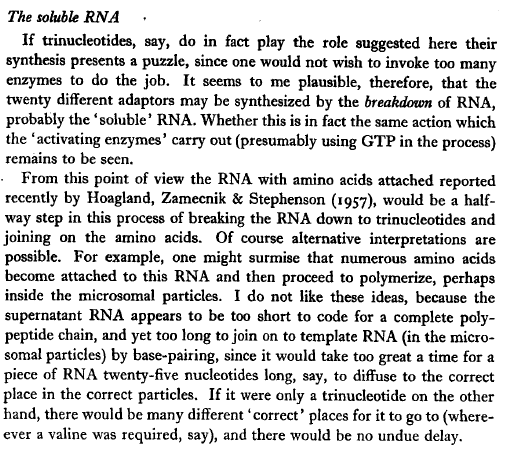 The soluble RNA
If trinucleotides, say, do in fact play the role suggested here their
synthesis presents a puzzle, since one would not wish to invoke too many
enzymes to do the job. It seems to me plausible, therefore, that the
twenty different adaptors may be synthesized by the breakdown of RNA,
probably the ‘soluble’ RNA. Whether this is in fact the same action which
the ‘activating enzymes’ carry out (presumably using GTP in the process)
remains to be seen.
From this point of view the RNA with amino acids attached reported
recently by Hoagland, Zamecnik & Stephenson (1957), would be a half-
way step in this process of breaking the RNA down to trinucleotides and
joining on the amino acids. Of course alternative interpretations are
possible. For example, one might surmise that numerous amino acids
become attached to this RNA and then proceed to polymerize, perhaps
inside the microsomal particles. I do not like these ideas, because the
supernatant RNA appears to be too short to code for a complete poly-
peptide chain, and yet too long to join on to template RNA (in the micro-
somal particles) by base-pairing, since it would take too great a time for a
piece of RNA twenty-five nucleotides long, say, to diffuse to the correct
place in the correct particles. If it were only a trinucleotide on the other
hand, there would be many different ‘correct’ places for it to go to (where-
ever a valine was required, say), and there would be no undue delay.